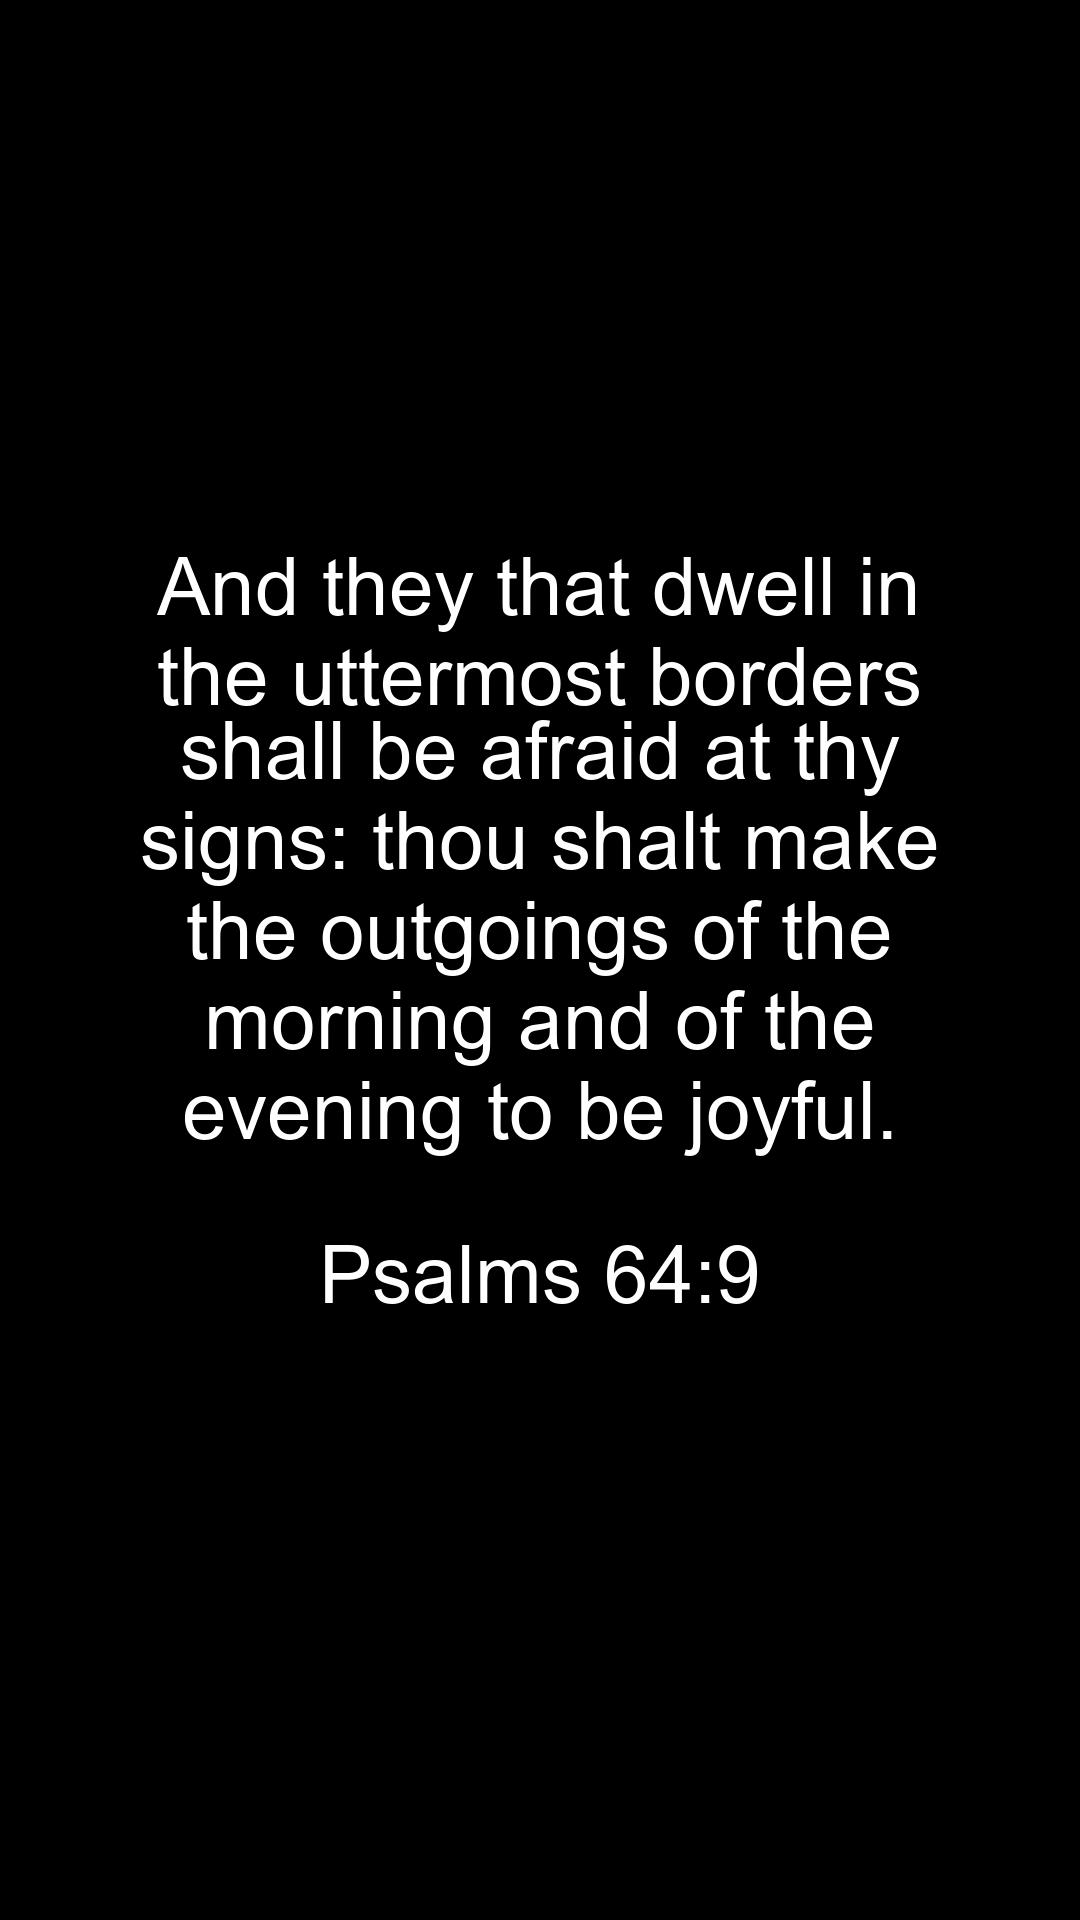 And they that dwell in
the uttermost borders
shall be afraid at thy
signs: thou shalt make
the outgoings of the
morning and of the
evening to be joyful.
Psalms 64:9